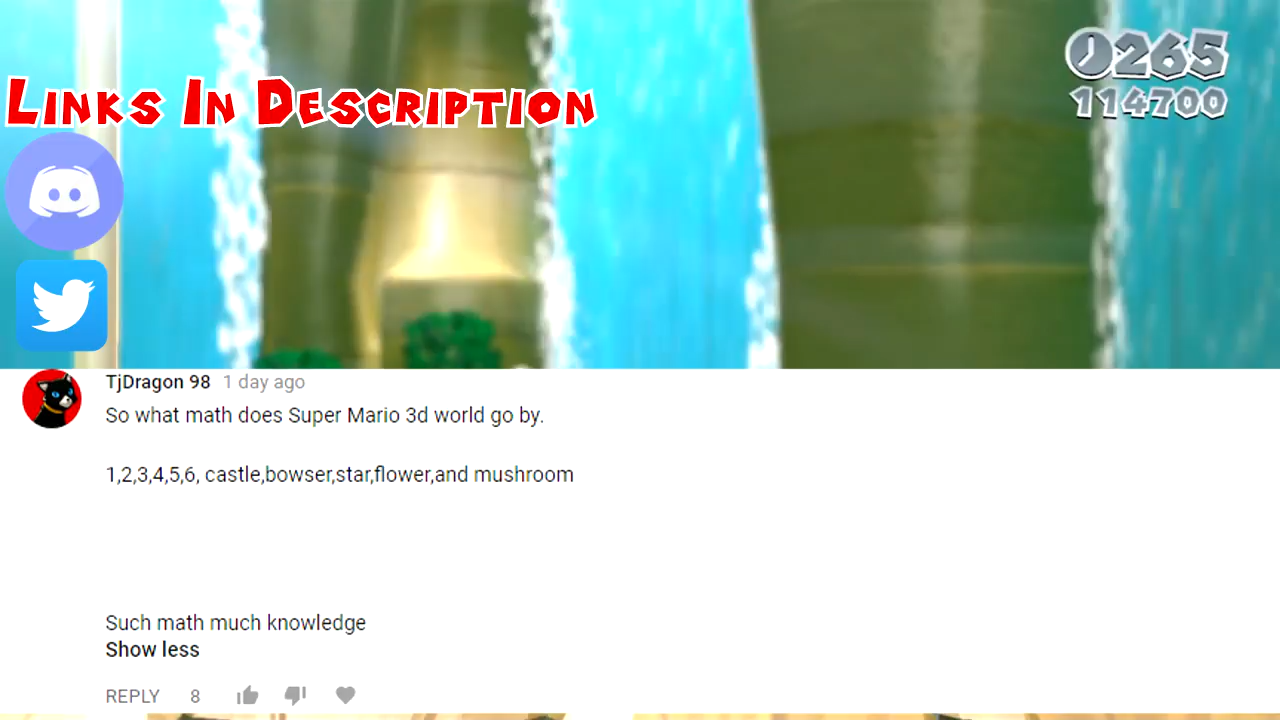 0265
114700
Links In Description
TjDragon 98 1 day ago
So what math does Super Mario 3d world go by.
1,2,3,4,5,6, castle,bowser,star,flower,and mushroom
Such math much knowledge
Show less
REPLY 8